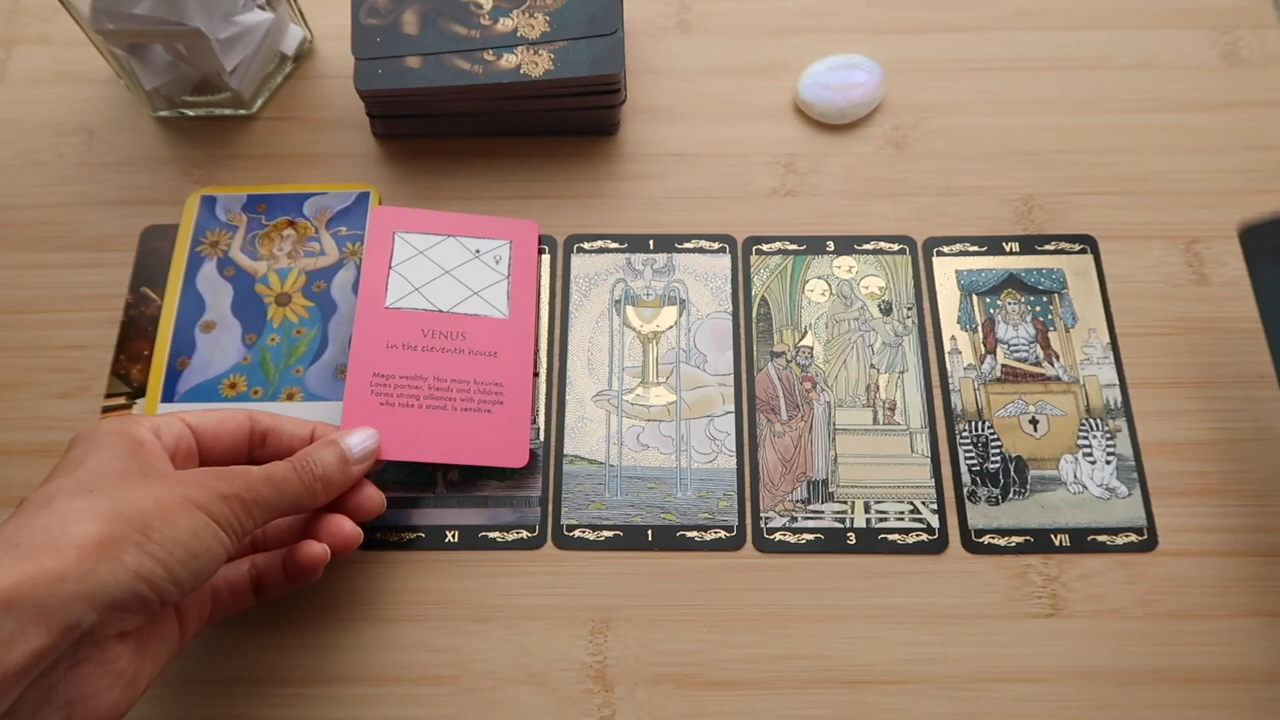 1
3
VII
VENUS
in the eleventh house
Mega wealthy. Has many luxuries.
Loves partner, friends and children.
Forms strong alliances with people
who take a stand. Is sensitive.
XI
1
3
VII